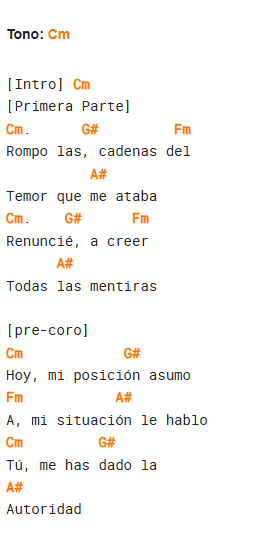 Tono: Cm
[Intro] Cm
[Primera Parte]
Cm.      G#         Fm
Rompo las, cadenas del
          A#
Temor que me ataba
Cm.    G#      Fm
Renuncié, a creer
      A#
Todas las mentiras
[pre-coro]
Cm            G#
Hoy, mi posición asumo
Fm           A#
A, mi situación le hablo
Cm         G#
Tú, me has dado la
A#
Autoridad